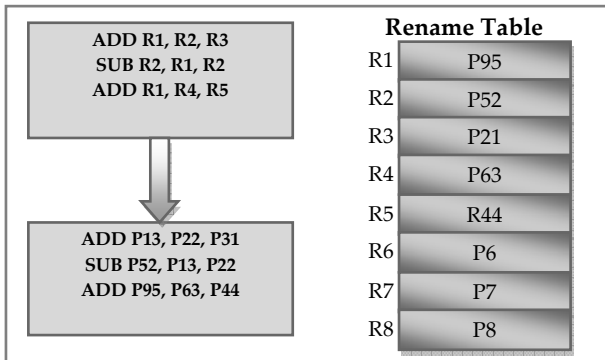 ADD R1, R2, R3
SUB R2, R1, R2
ADD R1, R4, R5
ADD P13, P22, P31
SUB P52, P13, P22
ADD P95, P63, P44
Rename Table
R1 P95
R2 P52
R3 P21
R4 P63
R5 R44
R6 P6
R7 P7
R8 P8